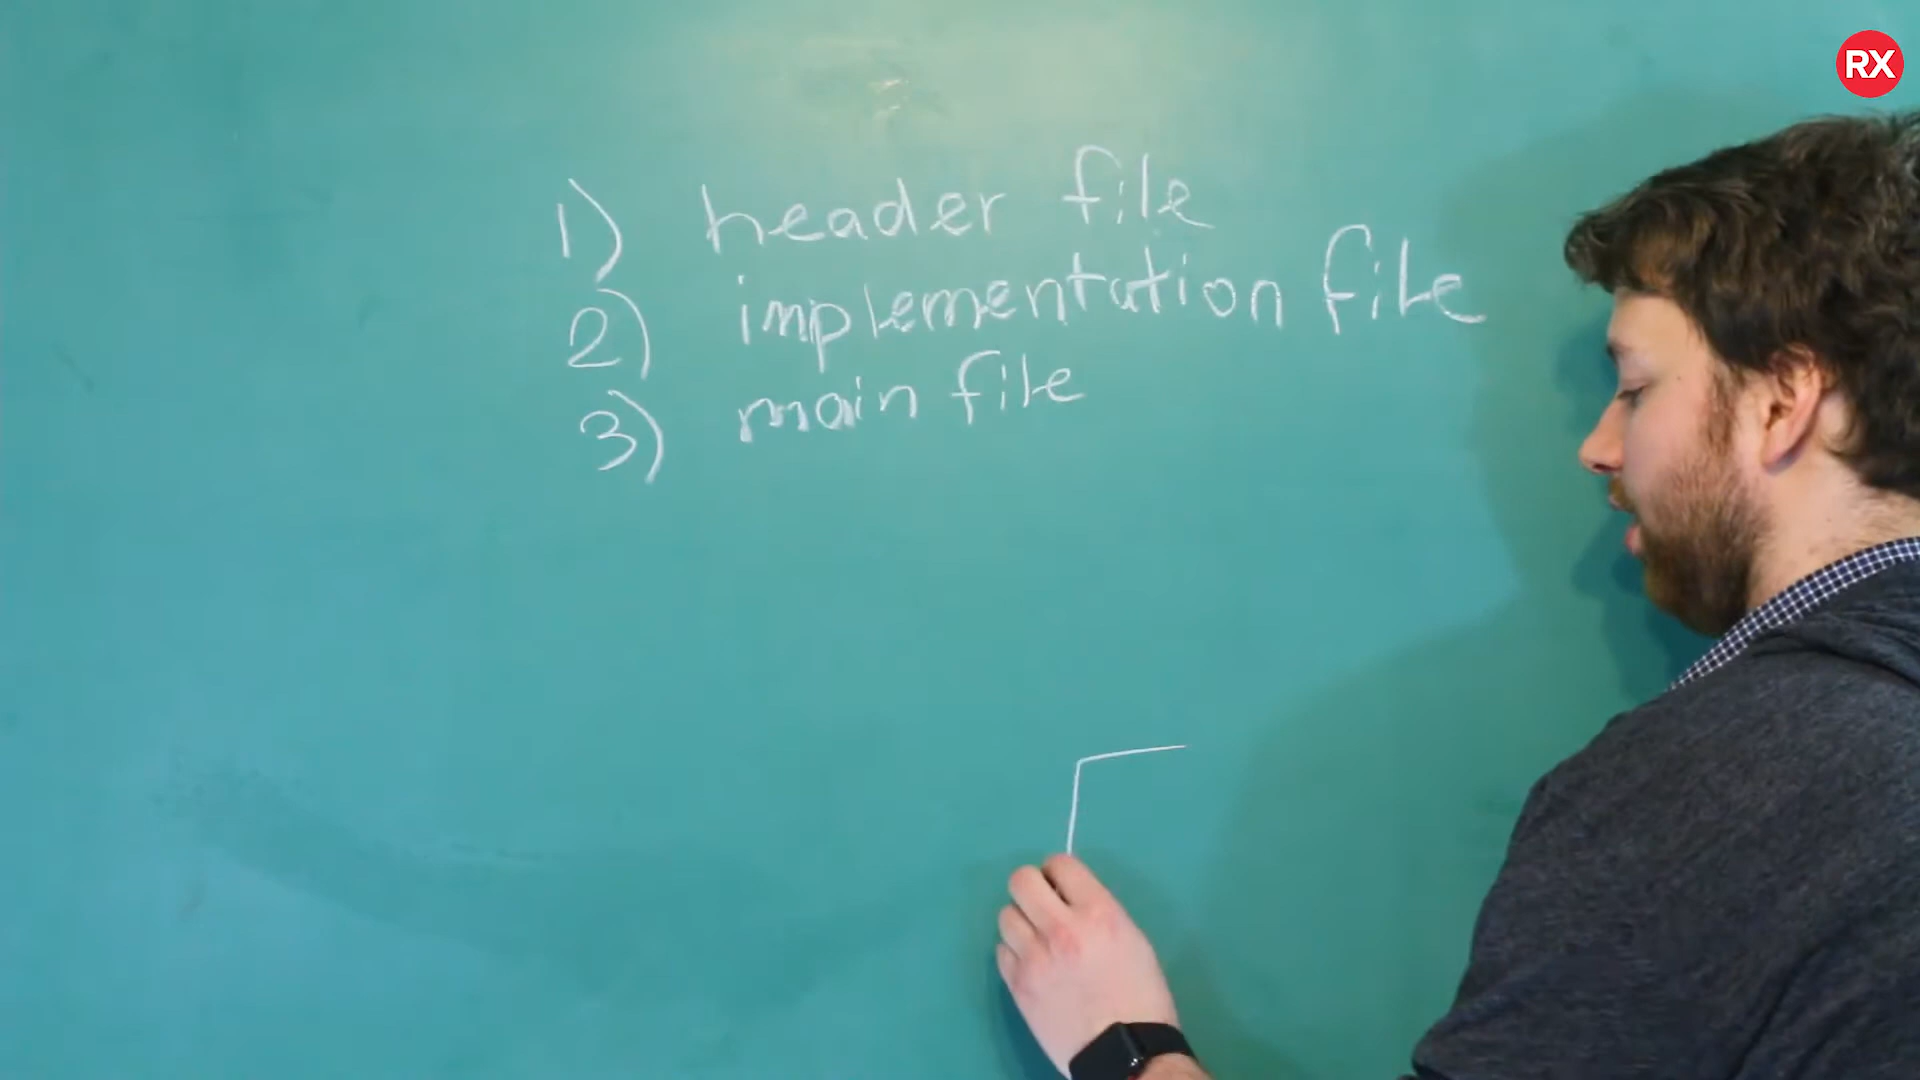 RX
1) header file
2) implementation file
3) main file